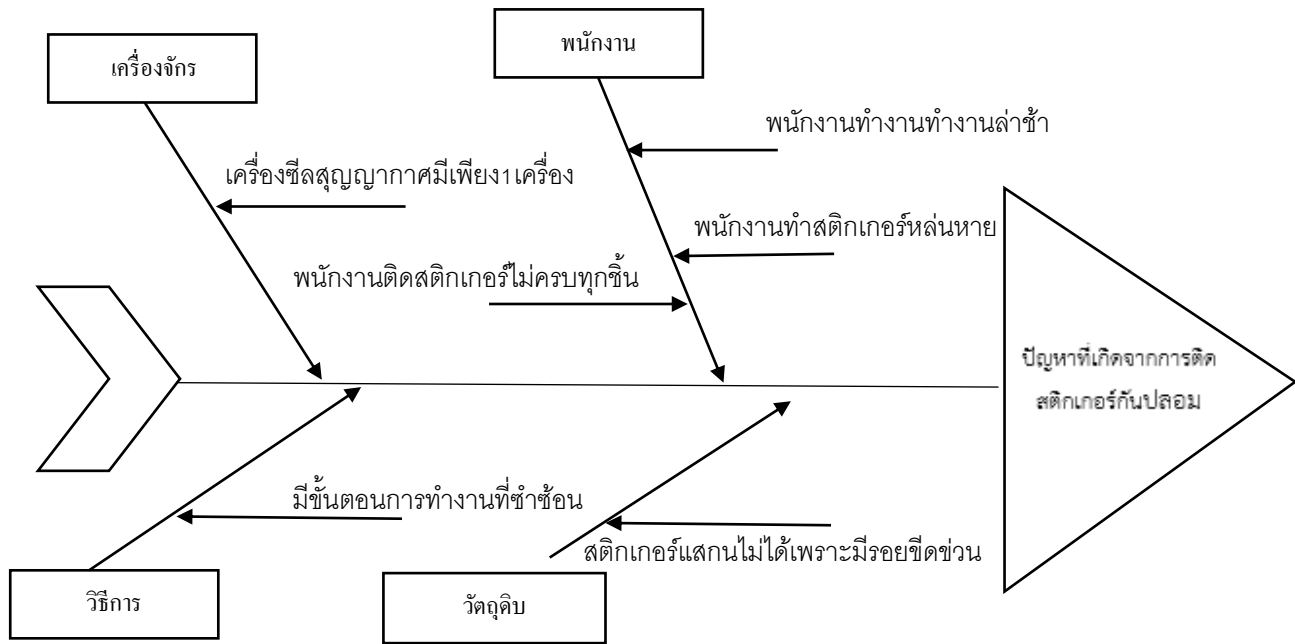 พนักงาน
เครื่องจักร
พนักงานทำงานทำงานล่าช้า
เครื่องซีลสุญญากาศมีเพียง1เครื่อง
พนักงานทำสติกเกอร์หล่นหาย
พนักงานติดสติกเกอร์ไม่ครบทุกชิ้น
ปัญหาที่เกิดจากการติด
สติกเกอร์กันปลอม
มีขั้นตอนการทำงานที่ซ้ำซ้อน
สติกเกอร์แสกนไม่ได้เพราะมีรอยขีดข่วน
วิธีการ
วัตถุดิบ